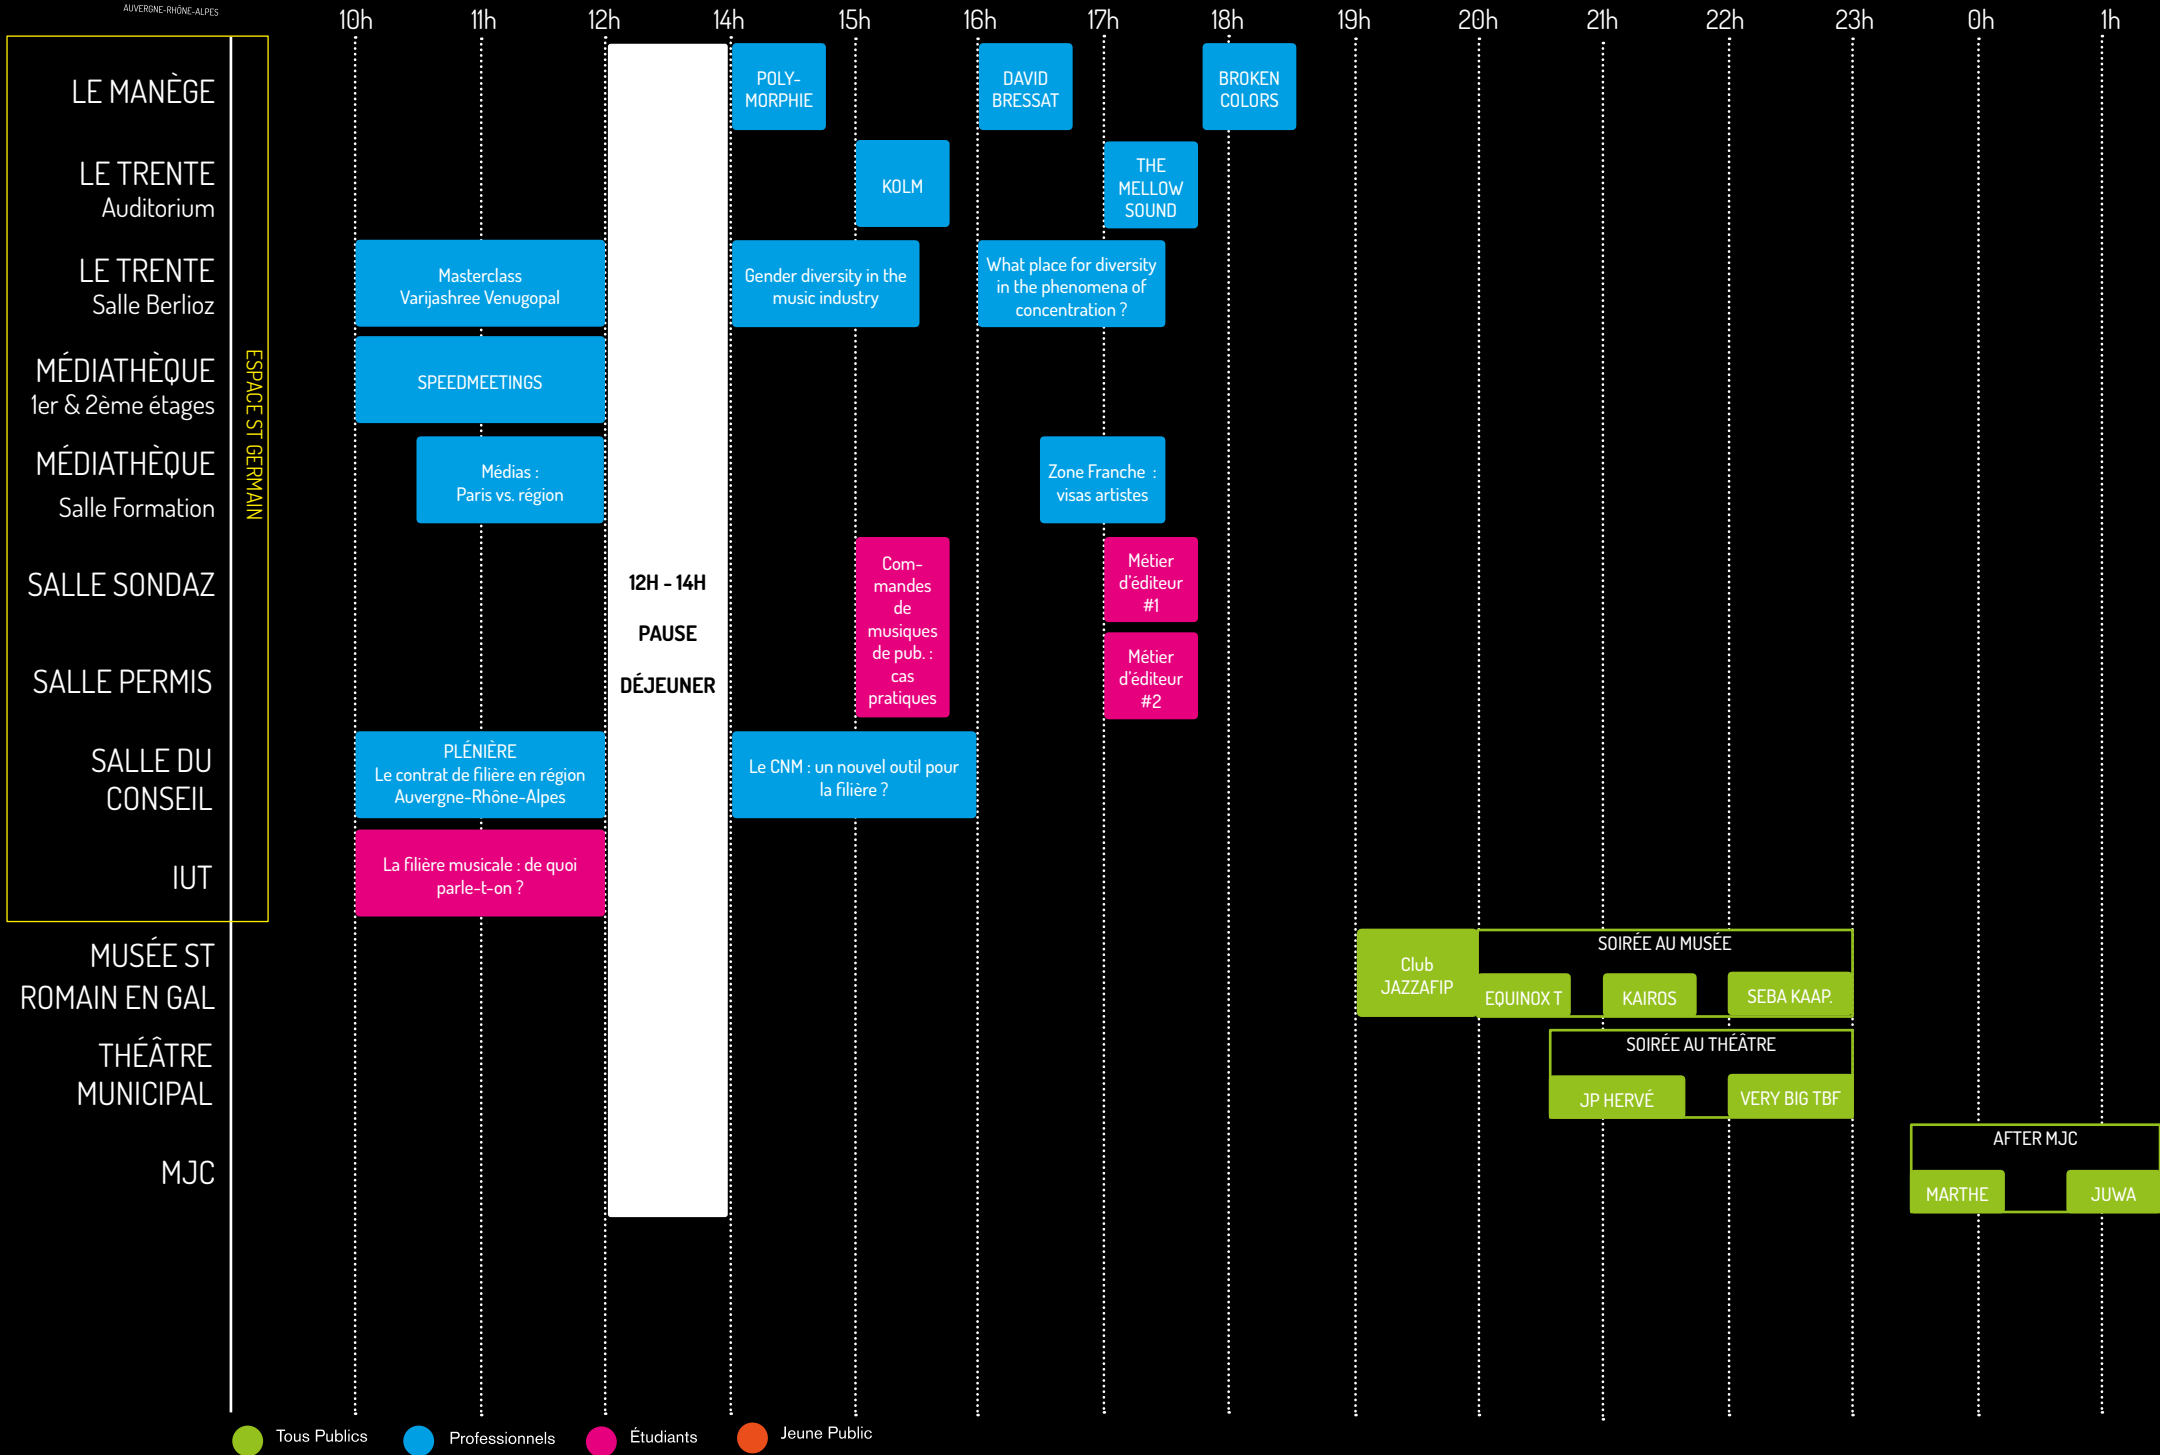 AUVERGNE-RHÔNE-ALPES
10h 11h 12h 14h 15h 16h 17h 18h 19h 20h 21h 22h 23h 0h 1h
LE MANÈGE
POLY-
MORPHIE
DAVID
BRESSAT
BROKEN
COLORS
LE TRENTE
Auditorium
KOLM
THE
MELLOW
SOUND
LE TRENTE
Salle Berlioz
Masterclass
Varijashree Venugopal
Gender diversity in the
music industry
What place for diversity
in the phenomena of
concentration ?
MÉDIATHÈQUE
1er & 2ème étages
SPEEDMEETINGS
ESPACE ST GERMAIN
MÉDIATHÈQUE
Salle Formation
Médias :
Paris vs. région
Zone Franche :
visas artistes
12H - 14H
PAUSE
DÉJEUNER
SALLE SONDAZ
Com-
mandes
de
musiques
de pub. :
cas
pratiques
Métier
d'éditeur
#1
SALLE PERMIS
Métier
d'éditeur
#2
SALLE DU
CONSEIL
PLÉNIÈRE
Le contrat de filière en région
Auvergne-Rhône-Alpes
Le CNM : un nouvel outil pour
la filière ?
IUT
La filière musicale : de quoi
parle-t-on ?
MUSÉE ST
ROMAIN EN GAL
Club
JAZZAFIP
SOIRÉE AU MUSÉE
EQUINOX T
KAIROS
SEBA KAAP.
THÉÂTRE
MUNICIPAL
SOIRÉE AU THÉÂTRE
JP HERVÉ
VERY BIG TBF
MJC
AFTER MJC
MARTHE
JUWA
Tous Publics
Professionnels
Étudiants
Jeune Public